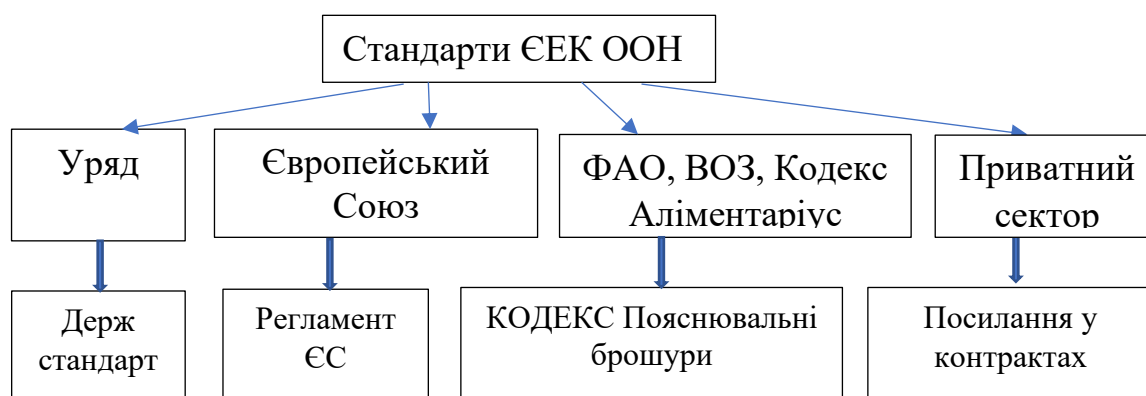 Стандарти ЄЕК ООН
Уряд
Європейський
Союз
ФАО, ВОЗ, Кодекс
Аліментаріус
Приватний
сектор
Держ
стандарт
Регламент
ЄС
КОДЕКС Пояснювальні
брошури
Посилання у
контрактах